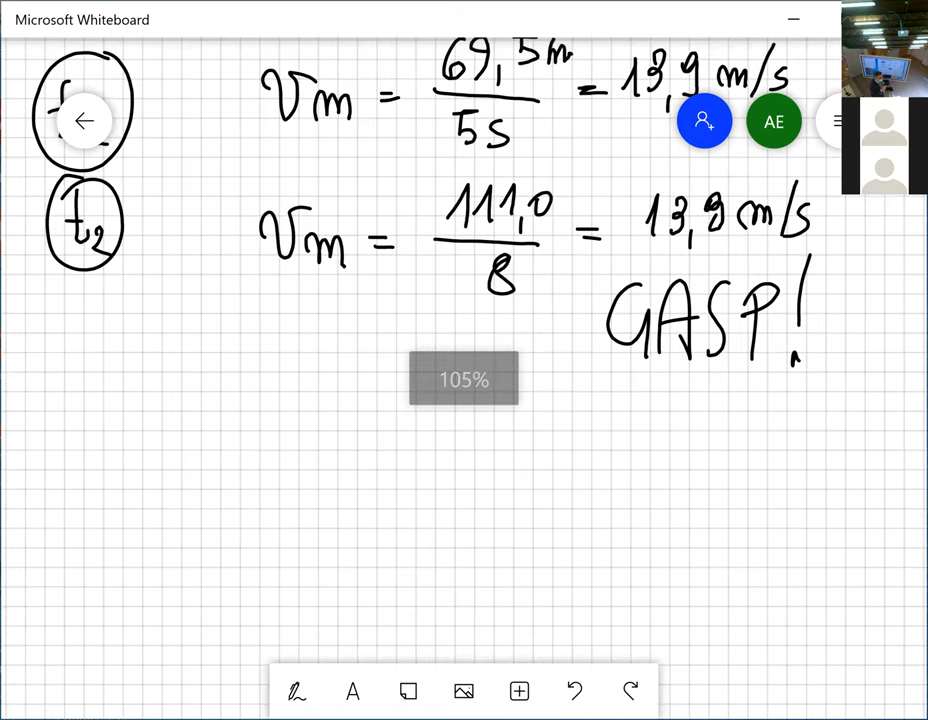 Microsoft Whiteboard
Vm = 69,5m / 5s = 13,9 m/s
AE
t2
Vm = 111,0 / 8 = 13,9 m/s
GASP!
105%
A